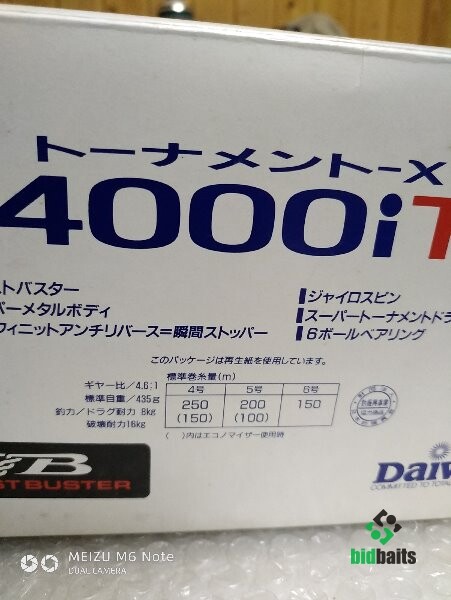 トーナメント-X
4000iT
ストバスター
バーメタルボディ
フィニットアンチリバース=瞬間ストッパー
ジャイロスピン
スーパートーナメントドラ
6ボールベアリング
このパッケージは再生紙を使用しています。
標準巻糸量(m)
ギヤー比/4.6:1
標準自重/435g
釣力/ドラグ耐力 8kg
破壊耐力16kg
4号 5号 6号
250 200 150
(150) (100)
( )内はエコノマイザー使用時
B
ST BUSTER
Daiw
COMMITTED TO TOTAL
bidbaits
MEIZU M6 Note
DUAL CAMERA